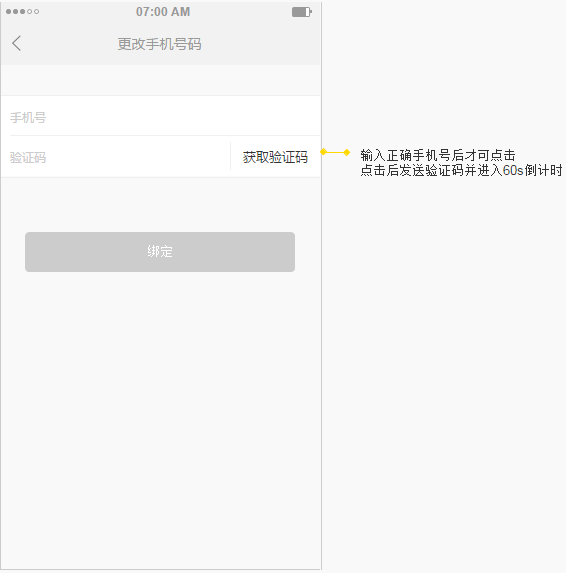 07:00 AM
更改手机号码
手机号
验证码
获取验证码
输入正确手机号后才可点击
点击后发送验证码并进入60s倒计时
绑定